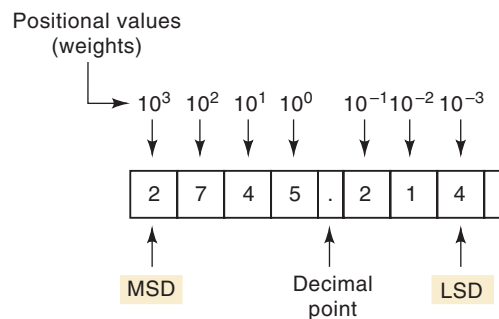 Positional values
(weights)
10³ 10² 10¹ 10⁰ 10⁻¹ 10⁻² 10⁻³
2 7 4 5 . 2 1 4
MSD Decimal LSD
point